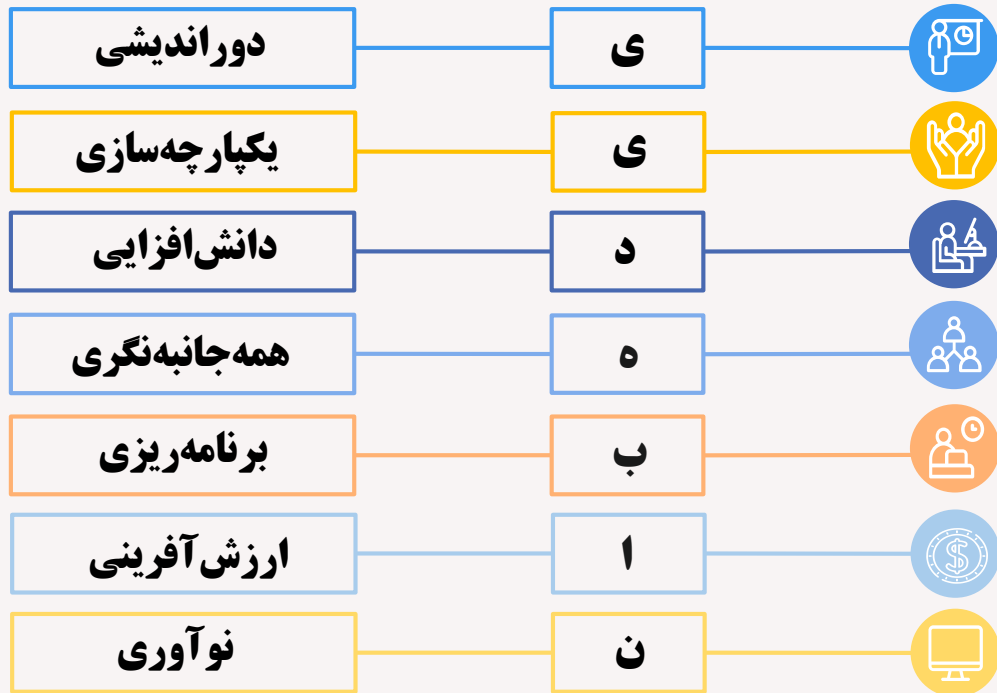 ی دوراندیشی
ی یکپارچه‌سازی
د دانش‌افزایی
ه همه‌جانبه‌نگری
ب برنامه‌ریزی
ا ارزش‌آفرینی
ن نوآوری